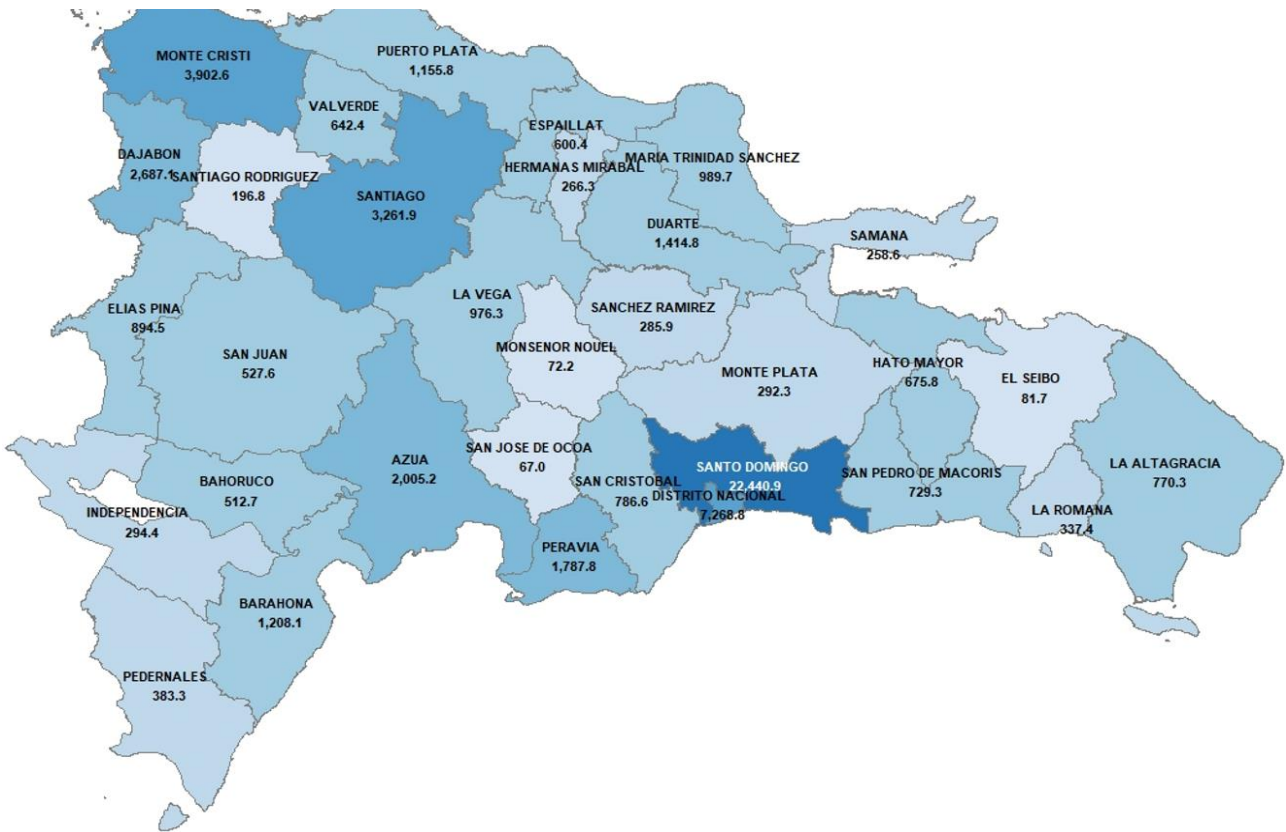 MONTE CRISTI
3,902.6
PUERTO PLATA
1,155.8
VALVERDE
642.4
ESPAILLAT
600.4
DAJABON
2,687.1
SANTIAGO RODRIGUEZ
196.8
SANTIAGO
3,261.9
HERMANAS MIRABAL
266.3
MARIA TRINIDAD SANCHEZ
989.7
DUARTE
1,414.8
SAMANA
258.6
ELIAS PINA
894.5
SAN JUAN
527.6
LA VEGA
976.3
SANCHEZ RAMIREZ
285.9
MONSENOR NOUEL
72.2
MONTE PLATA
292.3
HATO MAYOR
675.8
EL SEIBO
81.7
LA ALTAGRACIA
770.3
BAHORUCO
512.7
AZUA
2,005.2
SAN JOSE DE OCOA
67.0
SAN CRISTOBAL
786.6
SANTO DOMINGO
22,440.9
DISTRITO NACIONAL
7,268.8
SAN PEDRO DE MACORIS
729.3
LA ROMANA
337.4
INDEPENDENCIA
294.4
PERAVIA
1,787.8
BARAHONA
1,208.1
PEDERNALES
383.3